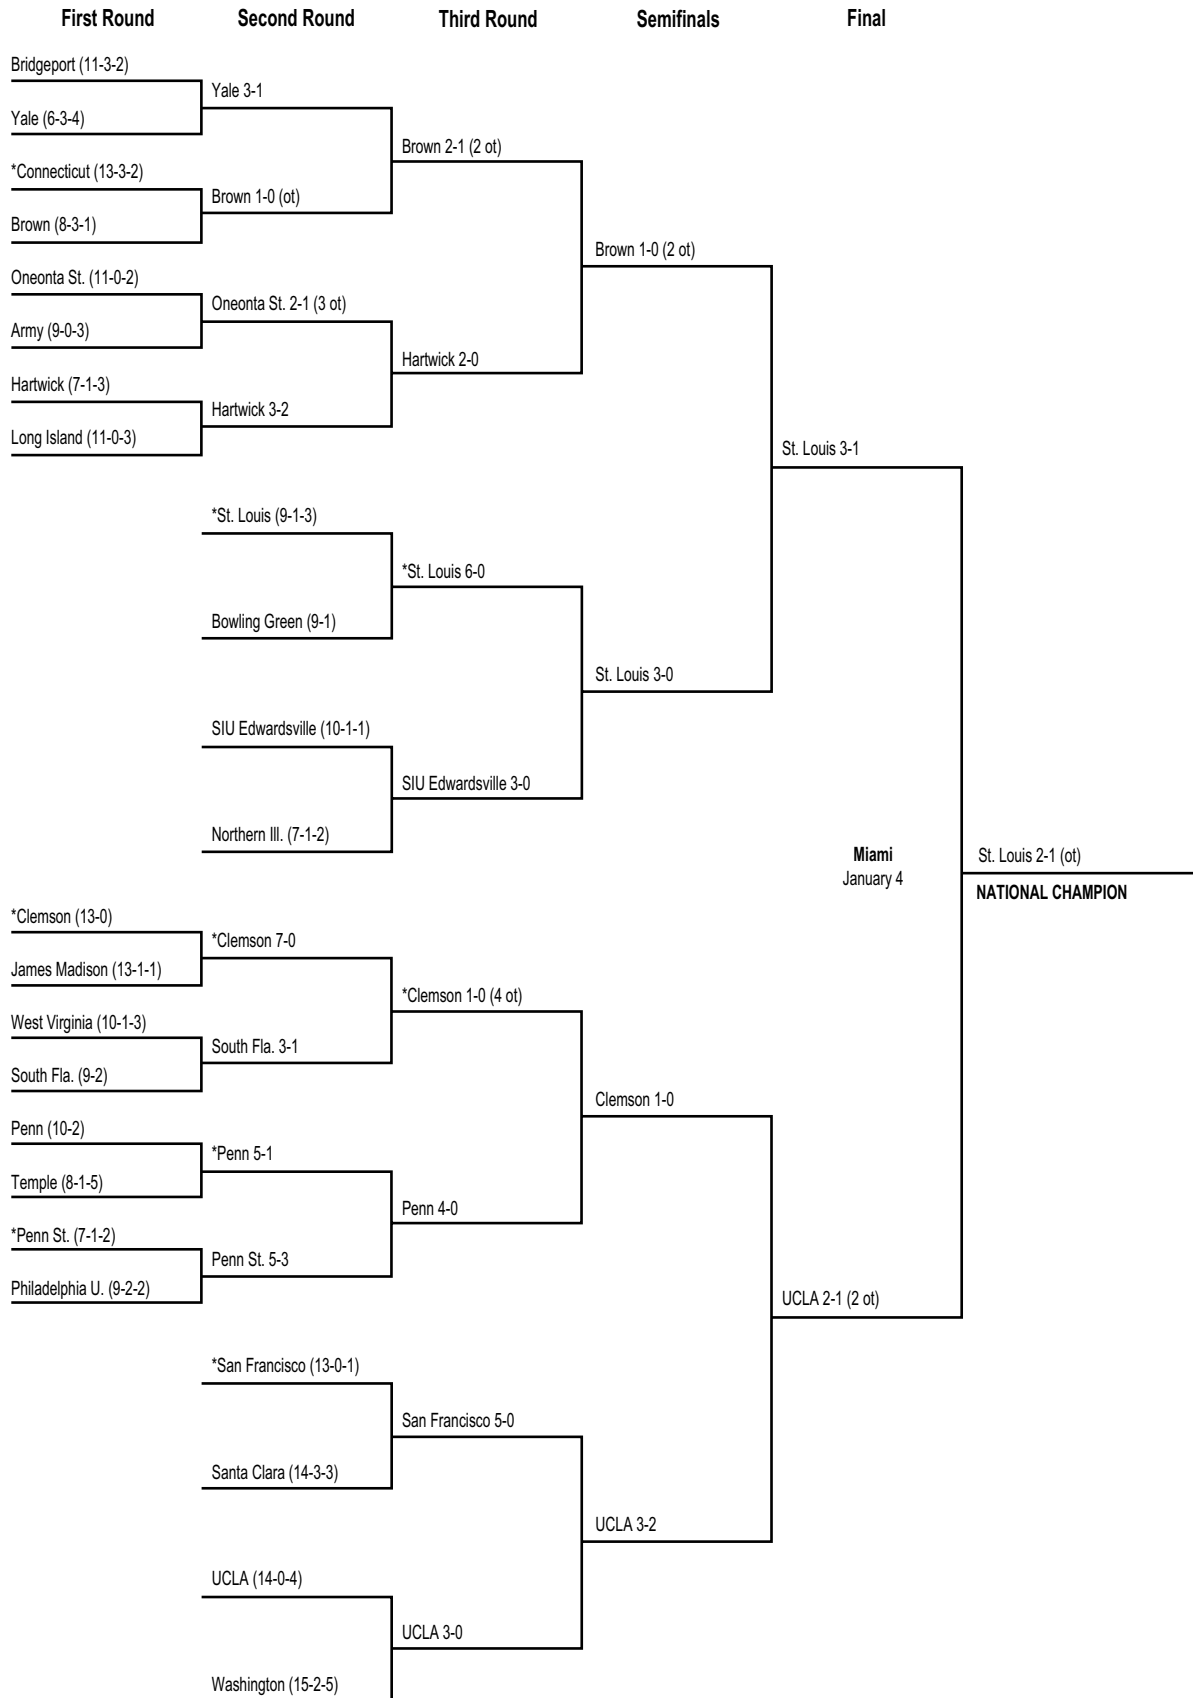 First Round
Second Round
Third Round
Semifinals
Final
Bridgeport (11-3-2)
Yale (6-3-4)
*Connecticut (13-3-2)
Brown (8-3-1)
Oneonta St. (11-0-2)
Army (9-0-3)
Hartwick (7-1-3)
Long Island (11-0-3)
Yale 3-1
Brown 1-0 (ot)
Oneonta St. 2-1 (3 ot)
Hartwick 3-2
*St. Louis (9-1-3)
Bowling Green (9-1)
SIU Edwardsville (10-1-1)
Northern Ill. (7-1-2)
Brown 2-1 (2 ot)
Hartwick 2-0
*St. Louis 6-0
SIU Edwardsville 3-0
Brown 1-0 (2 ot)
St. Louis 3-0
St. Louis 3-1
*Clemson (13-0)
James Madison (13-1-1)
West Virginia (10-1-3)
South Fla. (9-2)
Penn (10-2)
Temple (8-1-5)
*Penn St. (7-1-2)
Philadelphia U. (9-2-2)
*Clemson 7-0
South Fla. 3-1
*Penn 5-1
Penn St. 5-3
*San Francisco (13-0-1)
Santa Clara (14-3-3)
UCLA (14-0-4)
Washington (15-2-5)
*Clemson 1-0 (4 ot)
Penn 4-0
San Francisco 5-0
UCLA 3-0
Clemson 1-0
UCLA 3-2
UCLA 2-1 (2 ot)
Miami
January 4
St. Louis 2-1 (ot)
NATIONAL CHAMPION